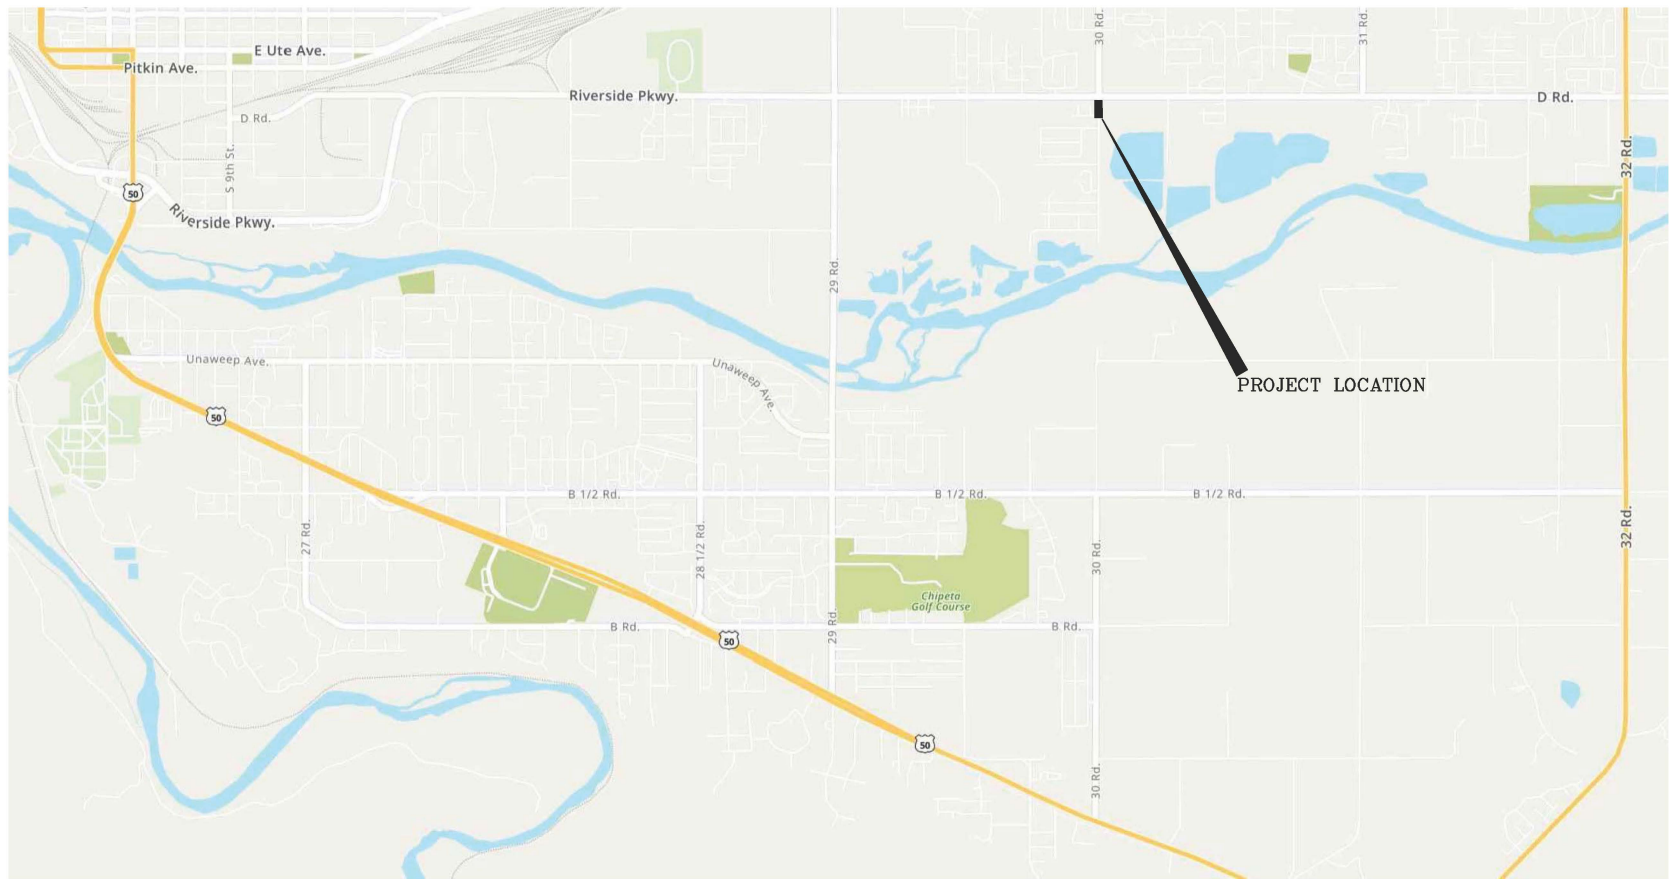 30 Rd.
31 Rd.
E Ute Ave.
Pitkin Ave.
Riverside Pkwy.
D Rd.
D Rd.
S 9th St.
32 Rd.
50
Riverside Pkwy.
29 Rd.
Unaweep Ave.
Unaweep Ave.
PROJECT LOCATION
50
B 1/2 Rd.
B 1/2 Rd.
B 1/2 Rd.
27 Rd.
28 1/2 Rd.
30 Rd.
32 Rd.
Chipeta
Golf Course
B Rd.
29 Rd.
B Rd.
50
50
30 Rd.